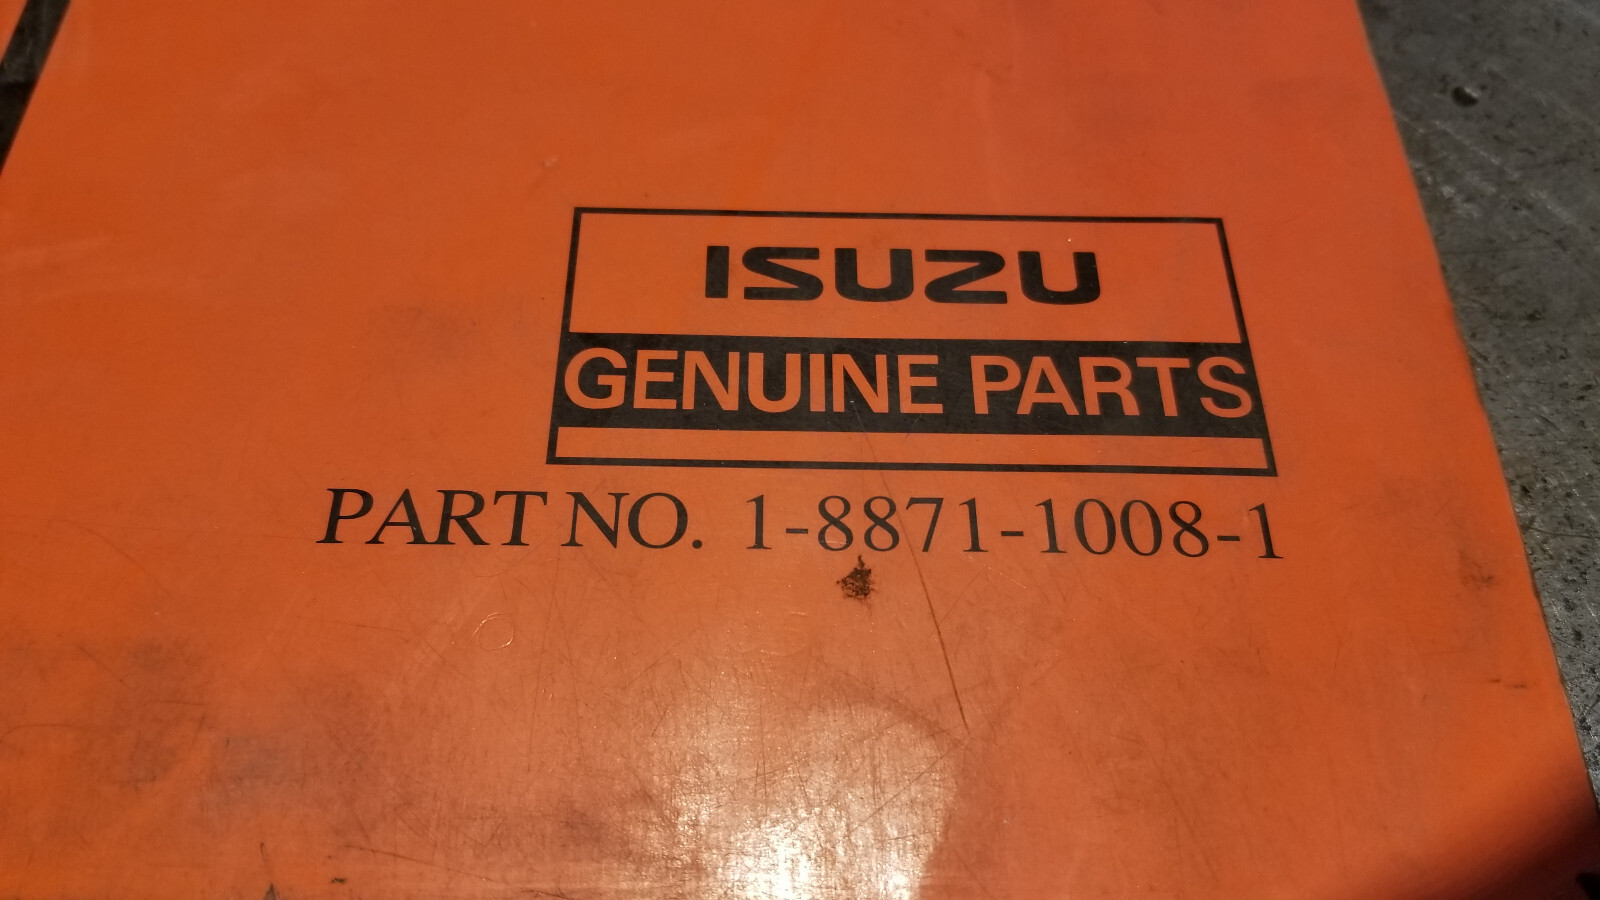 ISUZU
GENUINE PARTS
PART NO. 1-8871-1008-1